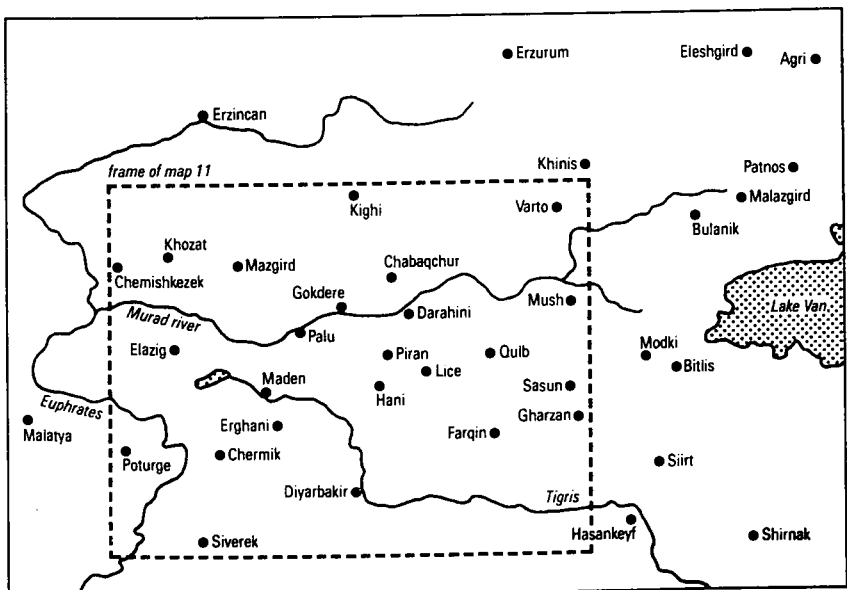 Erzurum
Eleshgird
Agri
Erzincan
frame of map 11
Khinis
Patnos
Kighi
Varto
Malazgird
Bulanik
Khozat
Mazgird
Chabaqchur
Chemishkezek
Gokdere
Darahini
Mush
Lake Van
Murad river
Palu
Elazig
Piran
Qulb
Modki
Bitlis
Lice
Maden
Hani
Sasun
Euphrates
Gharzan
Malatya
Erghani
Farqin
Poturge
Chermik
Siirt
Diyarbakir
Tigris
Hasankeyf
Siverek
Shirnak